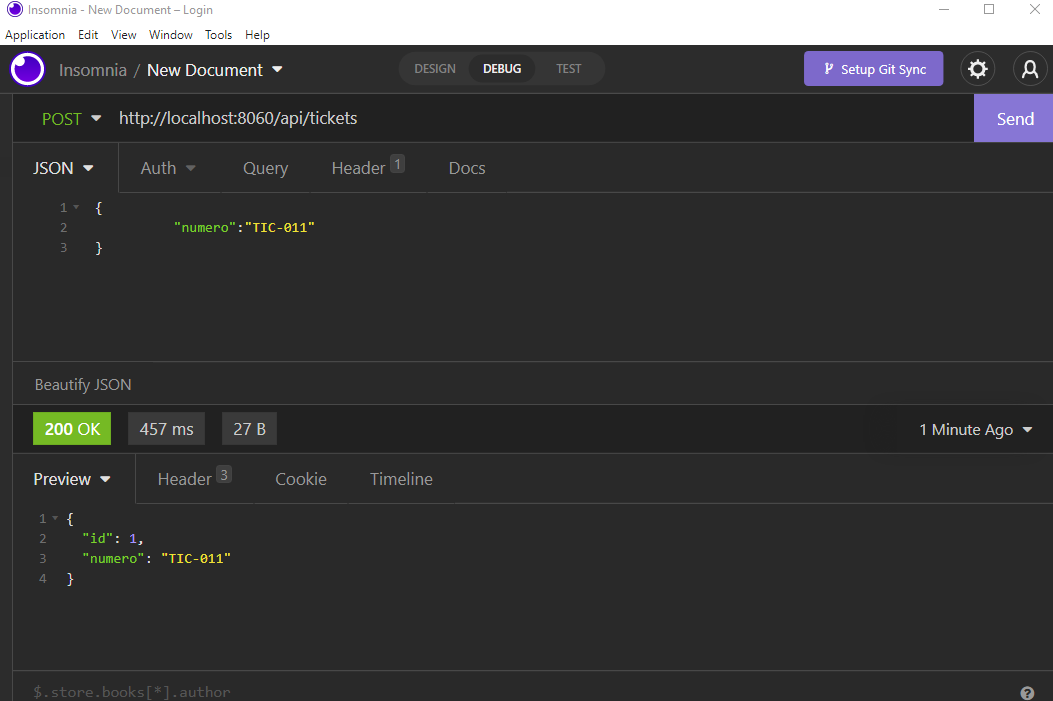 Insomnia - New Document – Login
Application Edit View Window Tools Help
Insomnia / New Document DESIGN DEBUG TEST Setup Git Sync
POST http://localhost:8060/api/tickets Send
JSON Auth Query Header 1 Docs
1 {
2 "numero":"TIC-011"
3 }
Beautify JSON
200 OK 457 ms 27 B 1 Minute Ago
Preview Header 3 Cookie Timeline
1 {
2 "id": 1,
3 "numero": "TIC-011"
4 }
$.store.books[*].author ?